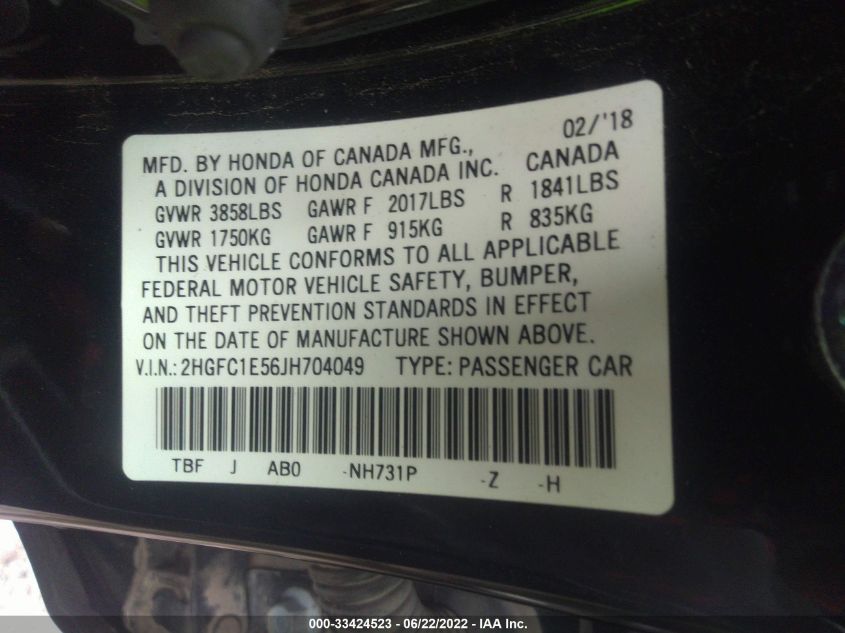 02/'18
MFD. BY HONDA OF CANADA MFG.,
A DIVISION OF HONDA CANADA INC. CANADA
GVWR 3858LBS GAWR F 2017LBS R 1841LBS
GVWR 1750KG GAWR F 915KG R 835KG
THIS VEHICLE CONFORMS TO ALL APPLICABLE
FEDERAL MOTOR VEHICLE SAFETY, BUMPER,
AND THEFT PREVENTION STANDARDS IN EFFECT
ON THE DATE OF MANUFACTURE SHOWN ABOVE.
V.I.N.: 2HGFC1E56JH704049 TYPE: PASSENGER CAR
TBF J AB0 -NH731P -Z -H
000-33424523 - 06/22/2022 - IAA Inc.